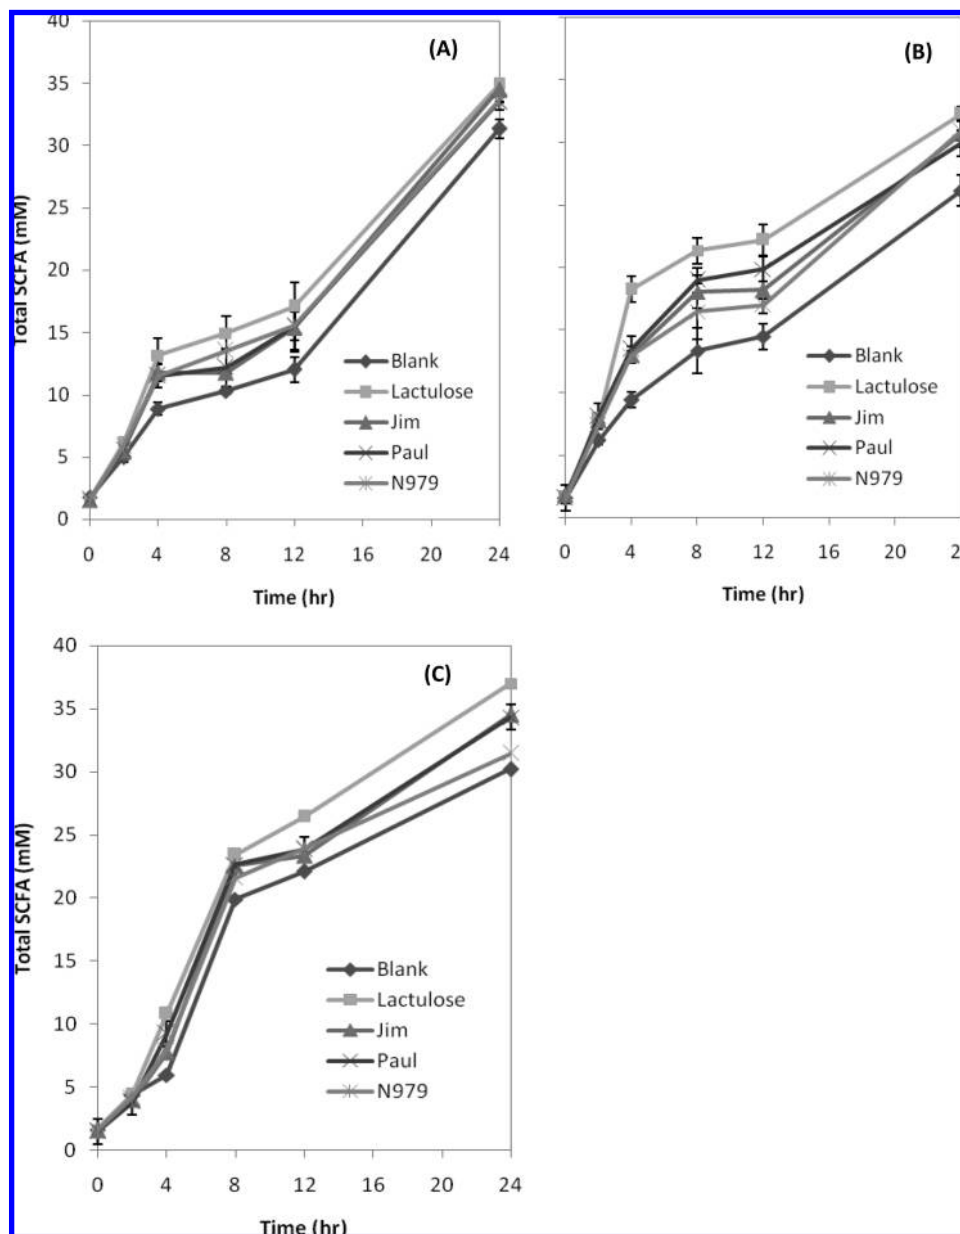 (A)
40
35
30
25
20
15
10
5
0
Total SCFA (mM)
Blank
Lactulose
Jim
Paul
N979
0 4 8 12 16 20 24
Time (hr)
(B)
Blank
Lactulose
Jim
Paul
N979
0 4 8 12 16 20
Time (hr)
(C)
40
35
30
25
20
15
10
5
0
Total SCFA (mM)
Blank
Lactulose
Jim
Paul
N979
0 4 8 12 16 20 24
Time (hr)